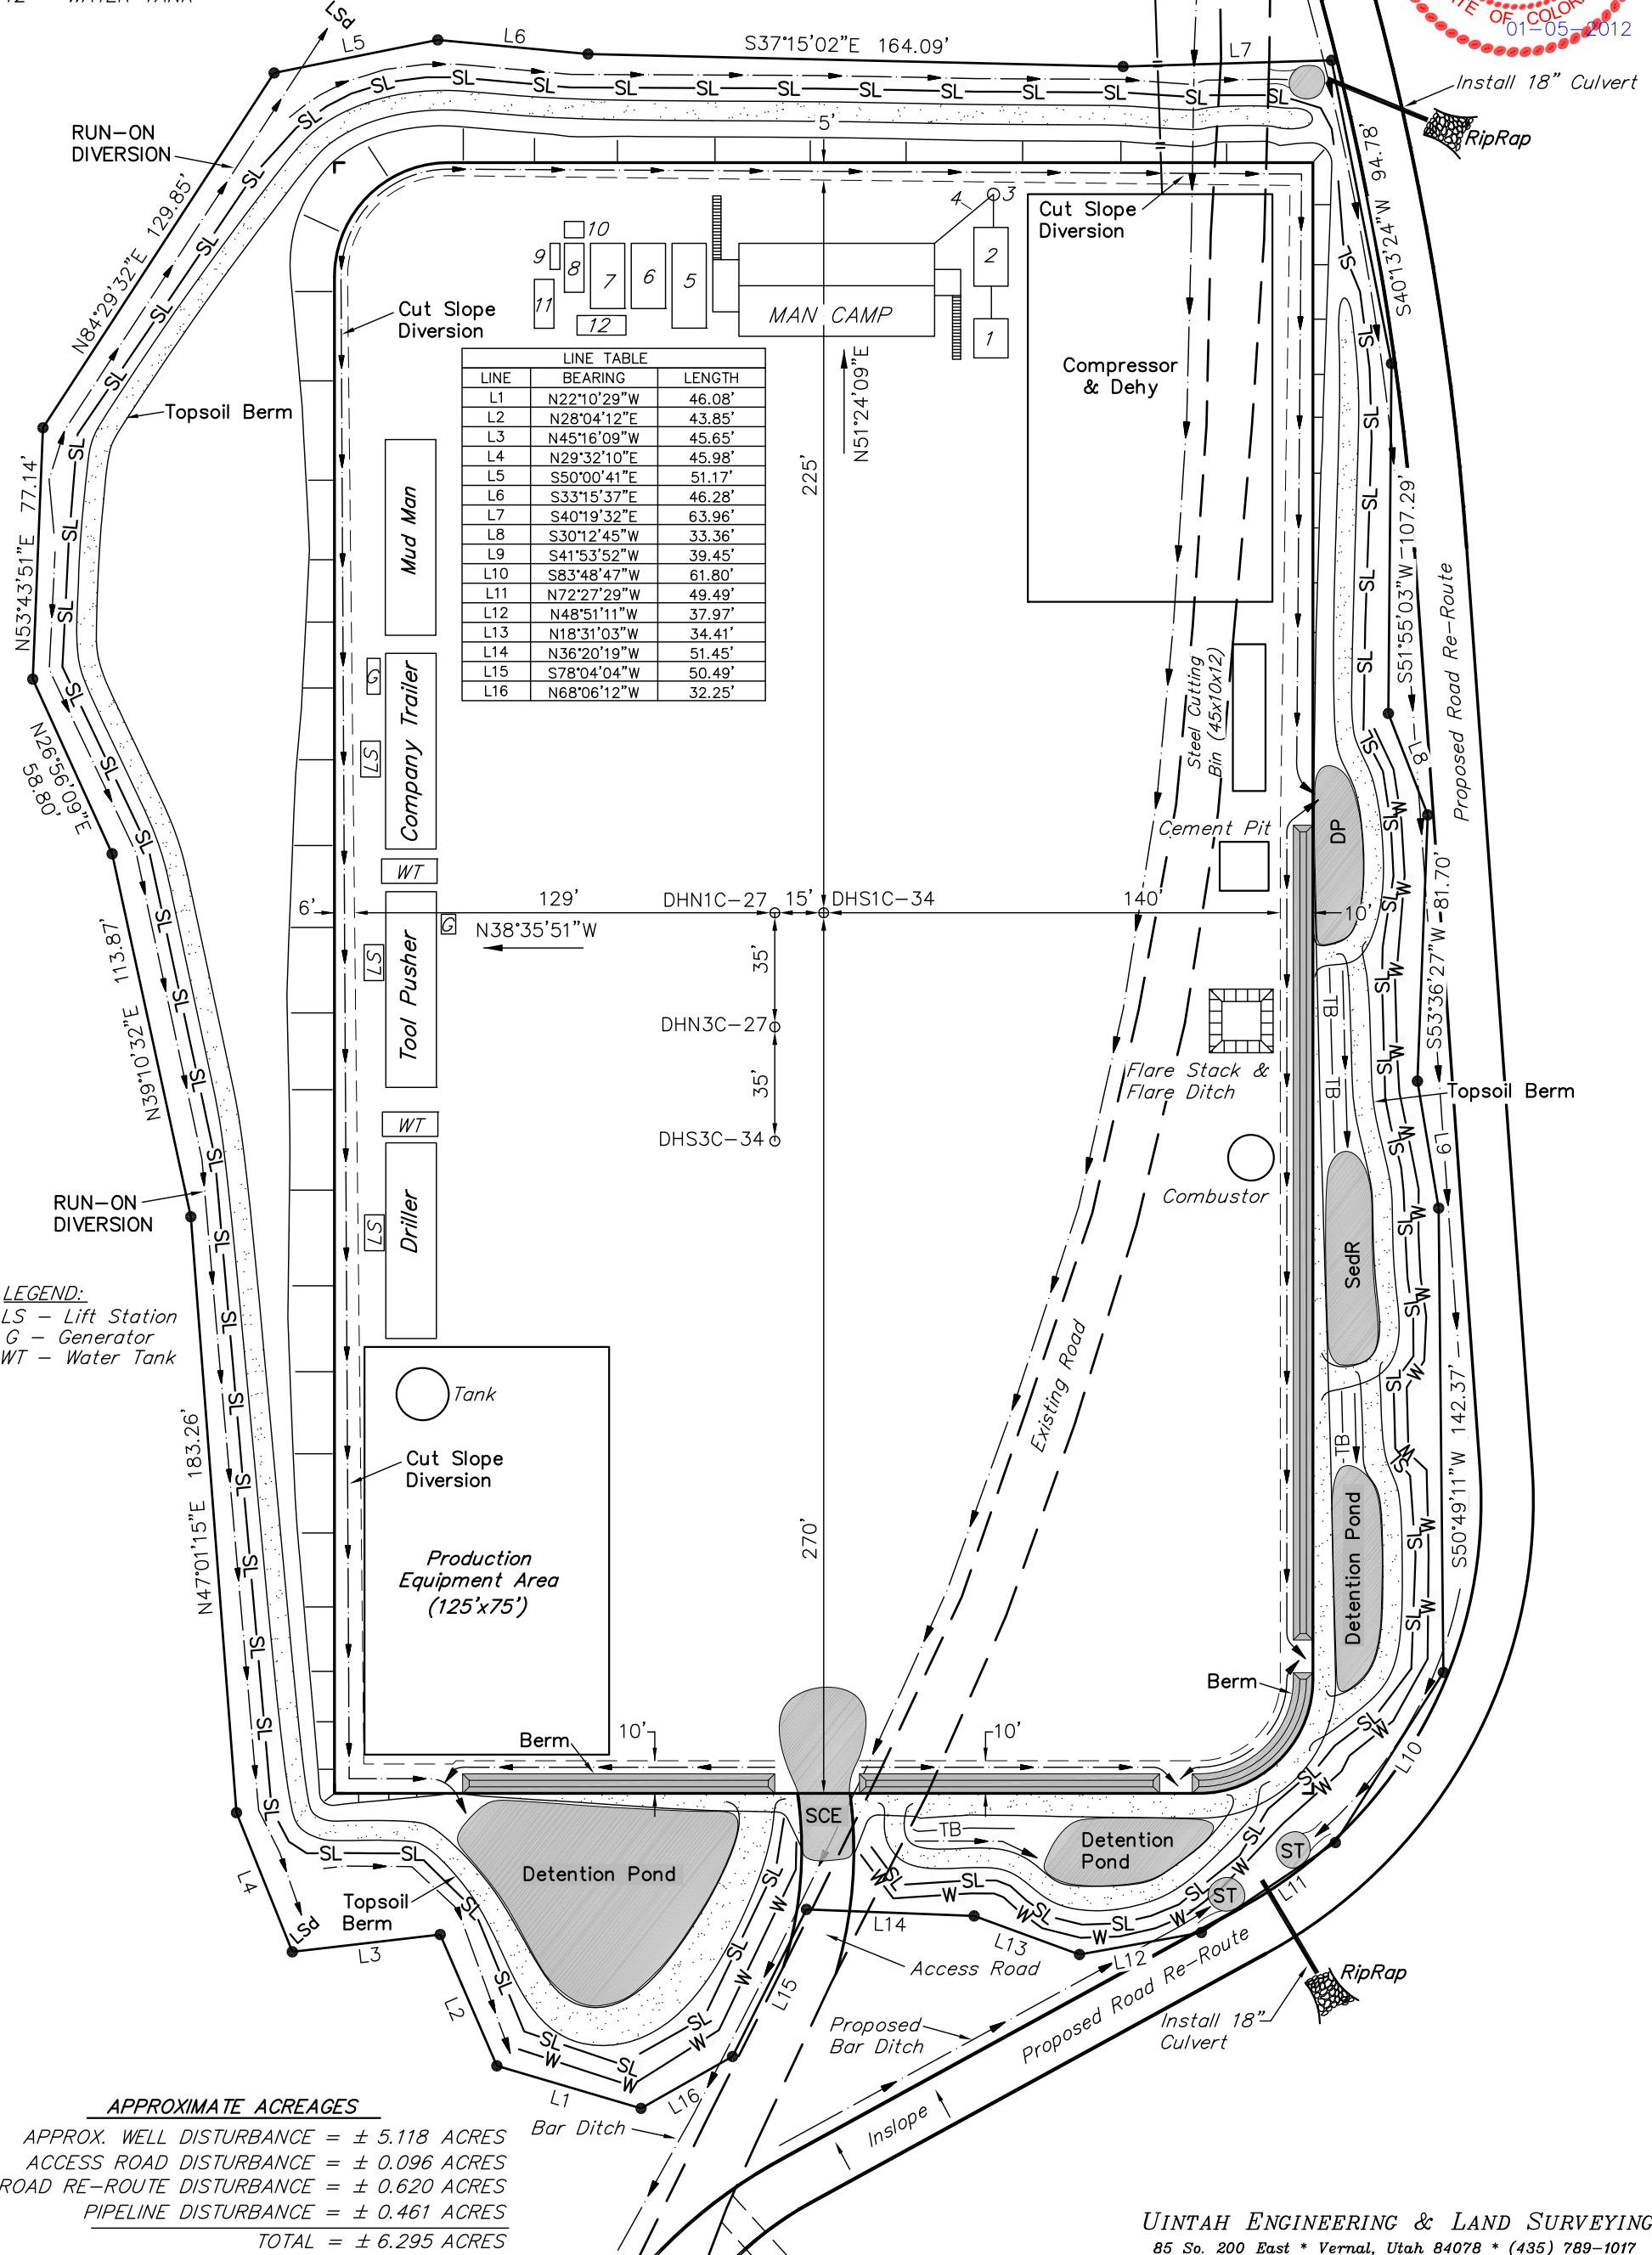 LSd
L5
L6
S37°15'02"E 164.09'
L7
TE OF COLOR
01-05-2012
Install 18" Culvert
RipRap
RUN-ON
DIVERSION
5'
N84°29'32"E 129.85'
S40°13'24"W 94.78'
SL
Cut Slope
Diversion
4
3
2
1
10
9
8
7
6
5
11
12
MAN CAMP
Cut Slope
Diversion
Compressor
& Dehy
Topsoil Berm
N51°24'09"E
225'
LINE TABLE
LINE BEARING LENGTH
L1 N22°10'29"W 46.08'
L2 N28°04'12"E 43.85'
L3 N45°16'09"W 45.65'
L4 N29°32'10"E 45.98'
L5 S50°00'41"E 51.17'
L6 S33°15'37"E 46.28'
L7 S40°19'32"E 63.96'
L8 S30°12'45"W 33.36'
L9 S41°53'52"W 39.45'
L10 S83°48'47"W 61.80'
L11 N72°27'29"W 49.49'
L12 N48°51'11"W 37.97'
L13 N18°31'03"W 34.41'
L14 N36°20'19"W 51.45'
L15 S78°04'04"W 50.49'
L16 N68°06'12"W 32.25'
N53°43'51"E 77.14'
Mud Man
G
Company Trailer
LS
N26°56'09"E
58.80'
S51°55'03"W 107.29'
Proposed Road Re-Route
L8
Steel Cutting
Bin (45x10x12)
Cement Pit
DP
WT
6'
129'
DHN1C-27
15'
DHS1C-34
140'
10'
G
N38°35'51"W
LS
Tool Pusher
35'
DHN3C-27
35'
DHS3C-34
N39°10'32"E 113.87'
S53°36'27"W 81.70'
TB
TB
Flare Stack &
Flare Ditch
Topsoil Berm
WT
L9
Combustor
RUN-ON
DIVERSION
LS
Driller
SedR
LEGEND:
LS - Lift Station
G - Generator
WT - Water Tank
Existing Road
Tank
Cut Slope
Diversion
TB
S50°49'11"W 142.37'
N47°01'15"E 183.26'
270'
Production
Equipment Area
(125'x75')
Detention Pond
Berm
Berm
10'
10'
L10
SCE
TB
Detention
Pond
ST
Detention Pond
L4
LSd
Topsoil
Berm
L3
ST
L11
L14
L13
L12
Access Road
L2
L15
RipRap
Proposed
Bar Ditch
Proposed Road Re-Route
Install 18"
Culvert
W
L1
L16
Bar Ditch
Inslope
APPROXIMATE ACREAGES
APPROX. WELL DISTURBANCE = ± 5.118 ACRES
ACCESS ROAD DISTURBANCE = ± 0.096 ACRES
ROAD RE-ROUTE DISTURBANCE = ± 0.620 ACRES
PIPELINE DISTURBANCE = ± 0.461 ACRES
TOTAL = ± 6.295 ACRES
UINTAH ENGINEERING & LAND SURVEYING
85 So. 200 East * Vernal, Utah 84078 * (435) 789-1017